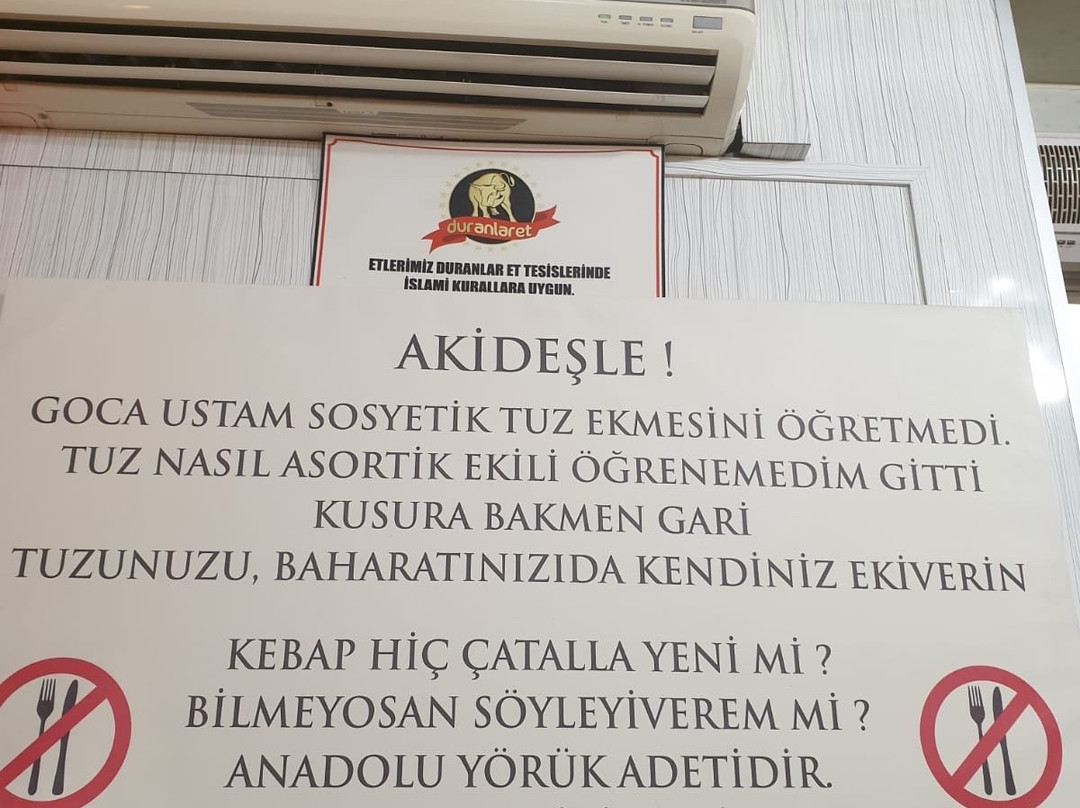 duranlaret
ETLERİMİZ DURANLAR ET TESİSLERİNDE
İSLAMİ KURALLARA UYGUN.
AKİDEŞLE !
GOCA USTAM SOSYETİK TUZ EKMESİNİ ÖĞRETMEDİ.
TUZ NASIL ASORTİK EKİLİ ÖĞRENEMEDİM GİTTİ
KUSURA BAKMEN GARİ
TUZUNUZU, BAHARATINIZIDA KENDİNİZ EKİVERİN
KEBAP HİÇ ÇATALLA YENİ Mİ ?
BİLMEYOSAN SÖYLEYİVEREM Mİ ?
ANADOLU YÖRÜK ADETİDİR.